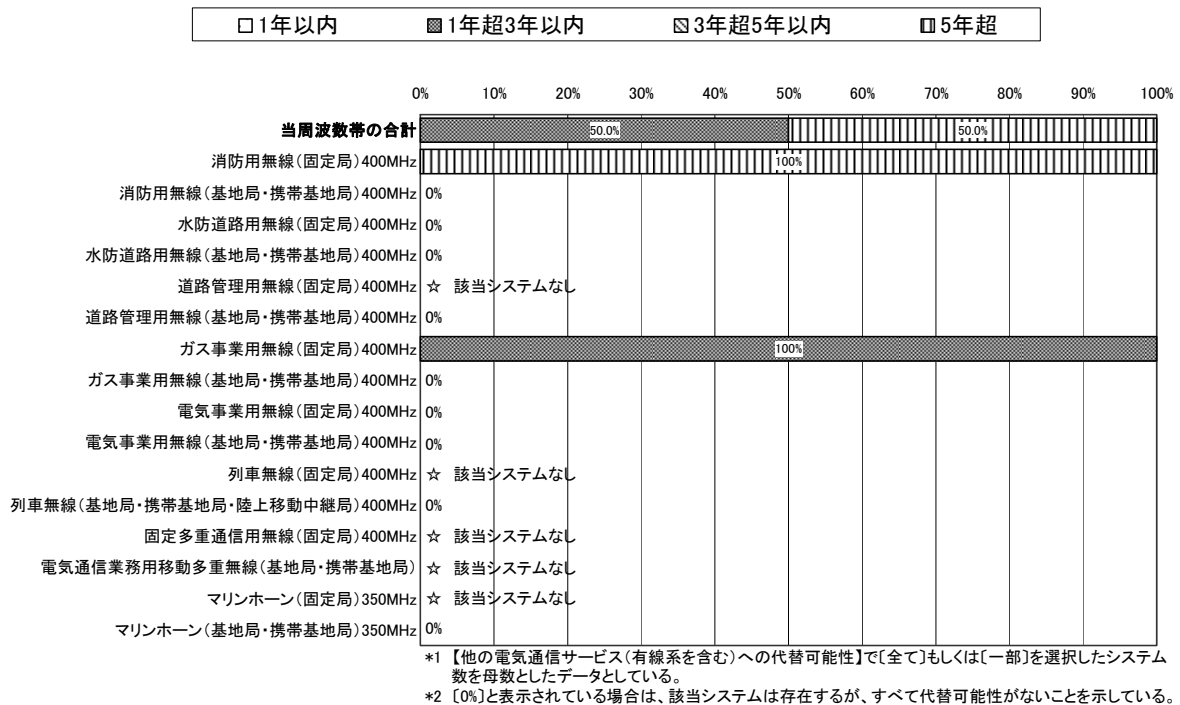 □1年以内 ■1年超3年以内 ▧3年超5年以内 ▥5年超
0% 10% 20% 30% 40% 50% 60% 70% 80% 90% 100%
当周波数帯の合計 50.0% 50.0%
消防用無線(固定局)400MHz 100%
消防用無線(基地局・携帯基地局)400MHz 0%
水防道路用無線(固定局)400MHz 0%
水防道路用無線(基地局・携帯基地局)400MHz 0%
道路管理用無線(固定局)400MHz ☆ 該当システムなし
道路管理用無線(基地局・携帯基地局)400MHz 0%
ガス事業用無線(固定局)400MHz 100%
ガス事業用無線(基地局・携帯基地局)400MHz 0%
電気事業用無線(固定局)400MHz 0%
電気事業用無線(基地局・携帯基地局)400MHz 0%
列車無線(固定局)400MHz ☆ 該当システムなし
列車無線(基地局・携帯基地局・陸上移動中継局)400MHz 0%
固定多重通信用無線(固定局)400MHz ☆ 該当システムなし
電気通信業務用移動多重無線(基地局・携帯基地局) ☆ 該当システムなし
マリンホーン(固定局)350MHz ☆ 該当システムなし
マリンホーン(基地局・携帯基地局)350MHz 0%
*1 【他の電気通信サービス(有線系を含む)への代替可能性】で〔全て〕もしくは〔一部〕を選択したシステム
数を母数としたデータとしている。
*2 〔0%〕と表示されている場合は、該当システムは存在するが、すべて代替可能性がないことを示している。